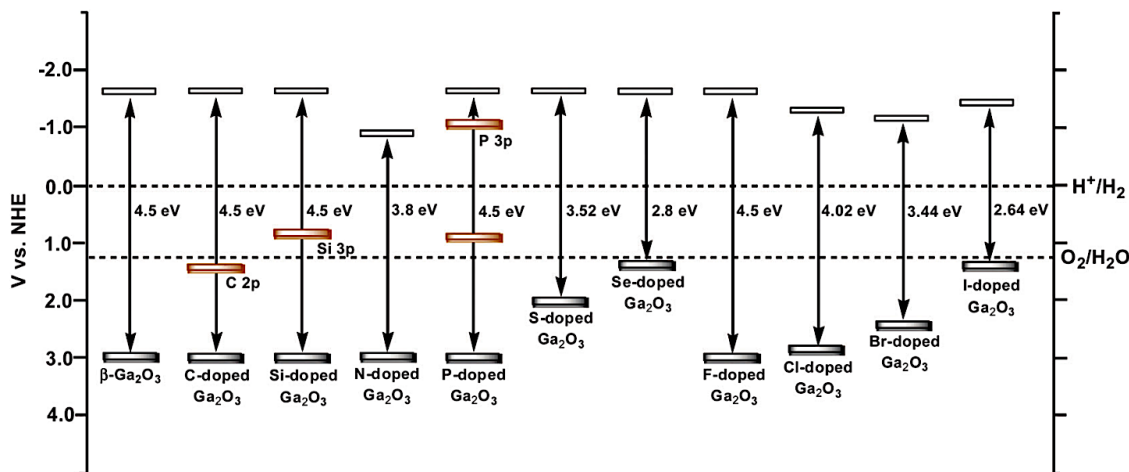 V vs. NHE
-2.0
-1.0
0.0
1.0
2.0
3.0
4.0
H⁺/H₂
O₂/H₂O
4.5 eV
4.5 eV
4.5 eV
3.8 eV
4.5 eV
3.52 eV
2.8 eV
4.5 eV
4.02 eV
3.44 eV
2.64 eV
P 3p
Si 3p
C 2p
β-Ga₂O₃
C-doped
Ga₂O₃
Si-doped
Ga₂O₃
N-doped
Ga₂O₃
P-doped
Ga₂O₃
S-doped
Ga₂O₃
Se-doped
Ga₂O₃
F-doped
Ga₂O₃
Cl-doped
Ga₂O₃
Br-doped
Ga₂O₃
I-doped
Ga₂O₃